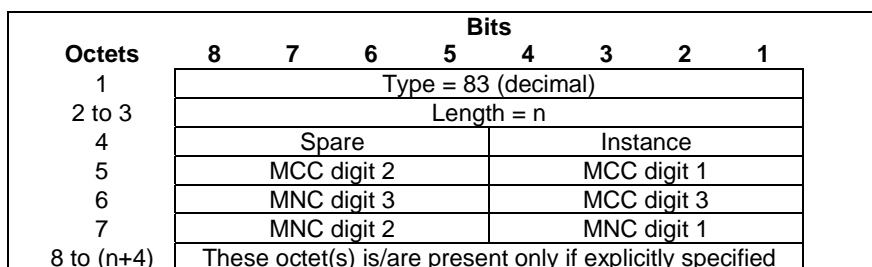 Bits
Octets 8 7 6 5 4 3 2 1
1 Type = 83 (decimal)
2 to 3 Length = n
4 Spare Instance
5 MCC digit 2 MCC digit 1
6 MNC digit 3 MCC digit 3
7 MNC digit 2 MNC digit 1
8 to (n+4) These octet(s) is/are present only if explicitly specified